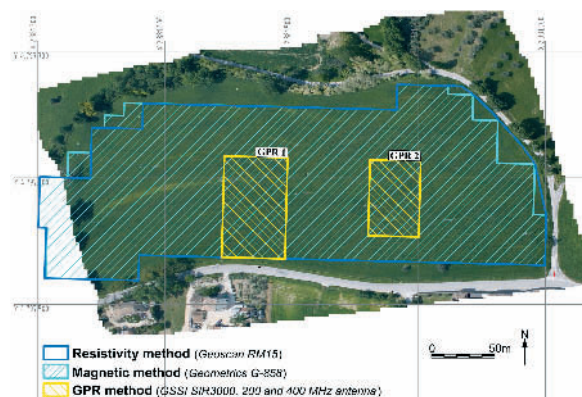 GPR 1
GPR 2
Resistivity method (Geoscan RM15)
Magnetic method (Geometrics G-858)
GPR method (GSSI SIR3000, 200 and 400 MHz antenna)
0 50m
N